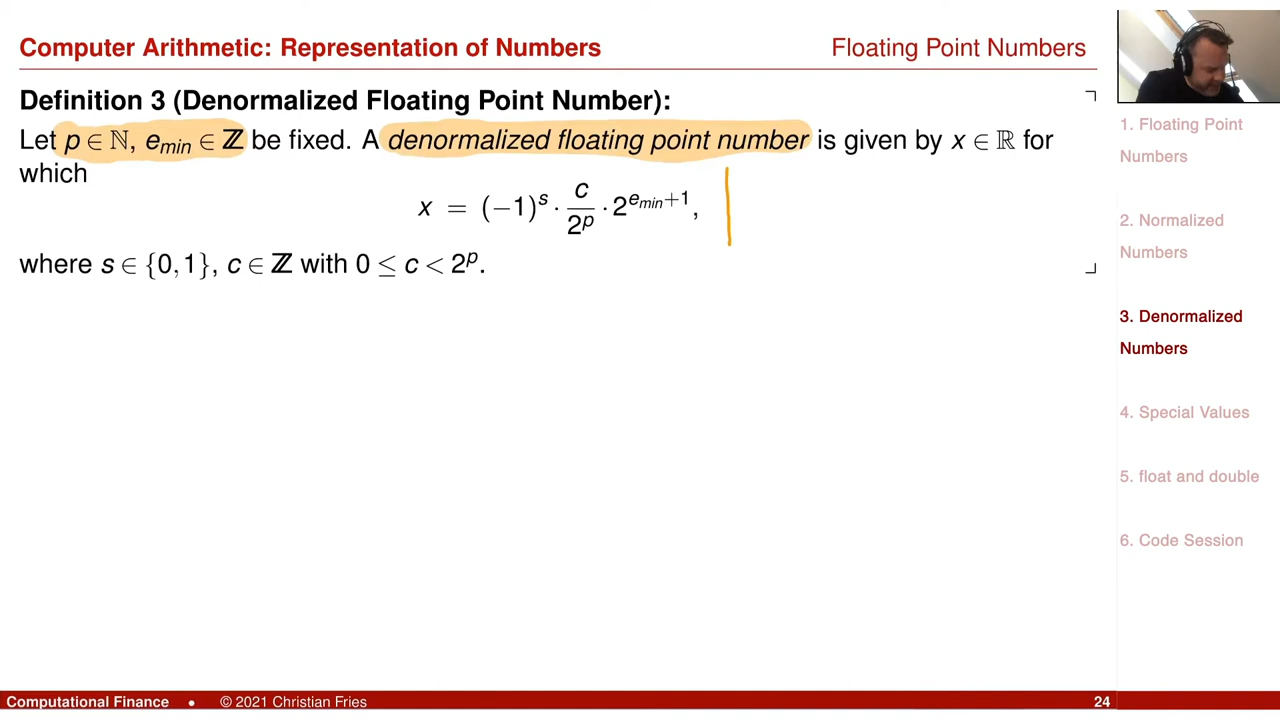 Computer Arithmetic: Representation of Numbers
Floating Point Numbers
Definition 3 (Denormalized Floating Point Number):
Let p ∈ ℕ, e_min ∈ ℤ be fixed. A denormalized floating point number is given by x ∈ ℝ for
which
x = (−1)^s · c/2^p · 2^{e_min+1},
where s ∈ {0, 1}, c ∈ ℤ with 0 ≤ c < 2^p.
1. Floating Point
Numbers
2. Normalized
Numbers
3. Denormalized
Numbers
4. Special Values
5. float and double
6. Code Session
Computational Finance • © 2021 Christian Fries
24